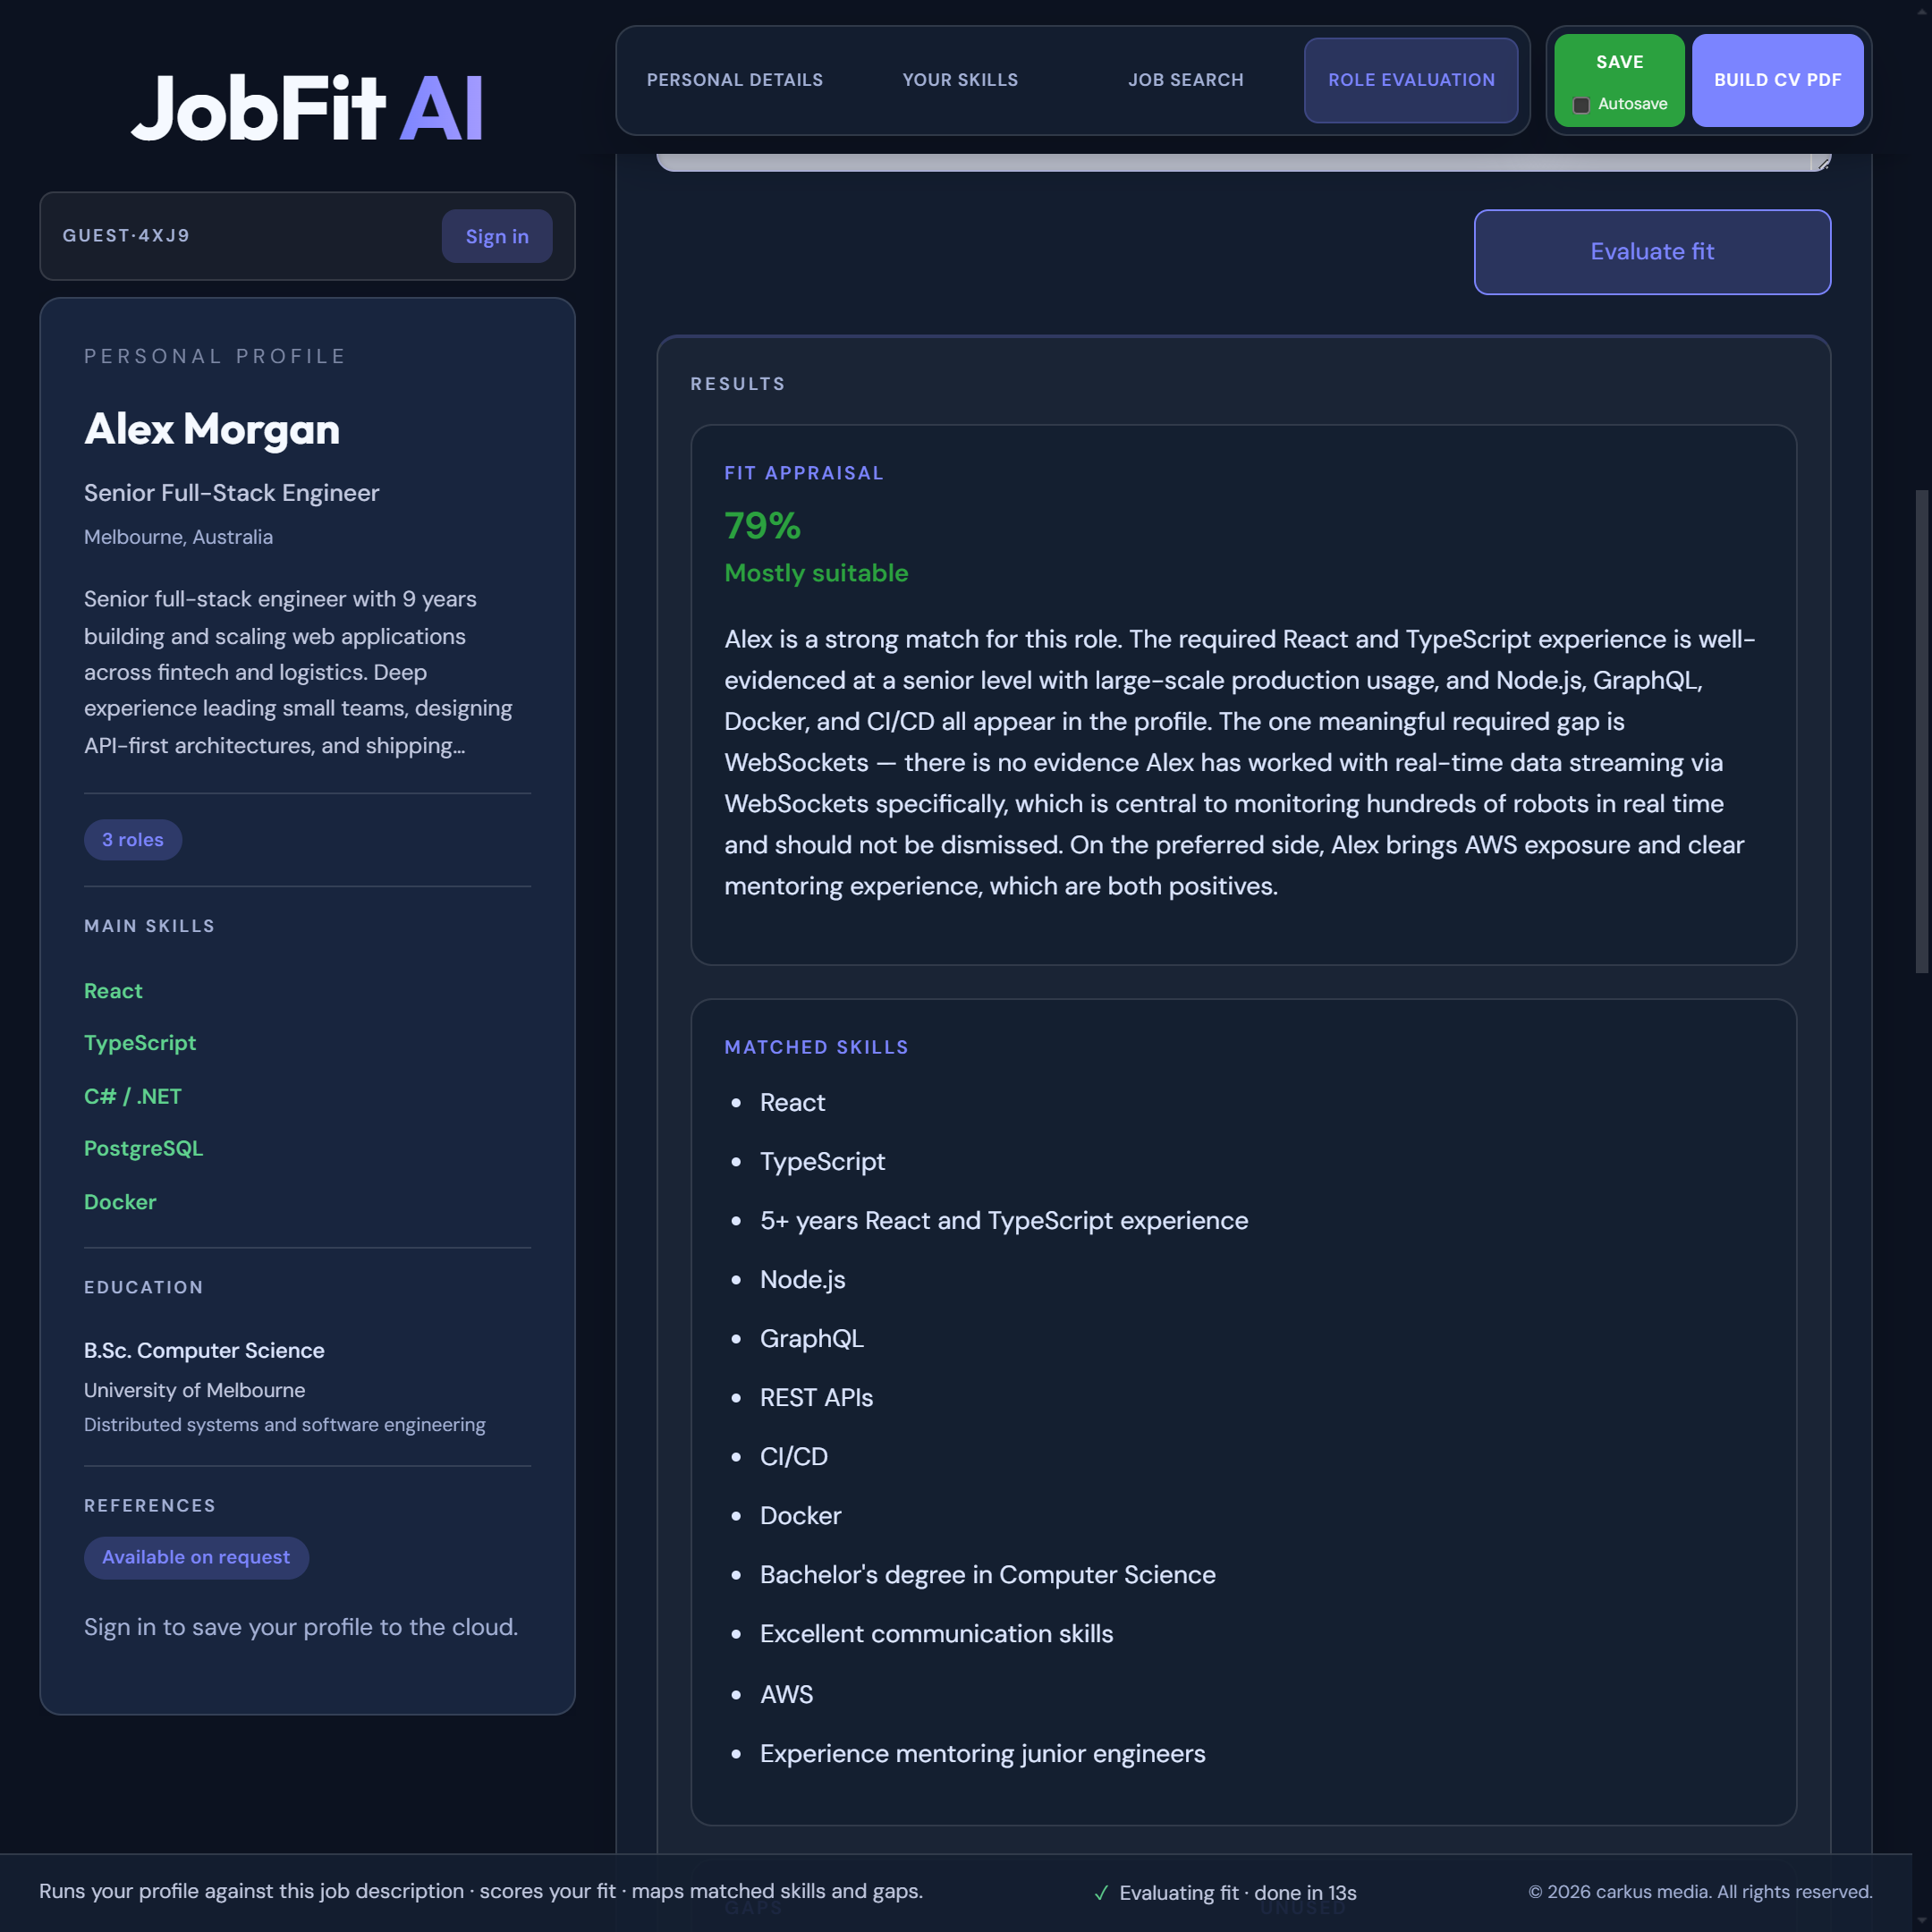 JobFit AI
PERSONAL DETAILS
YOUR SKILLS
JOB SEARCH
ROLE EVALUATION
SAVE
Autosave
BUILD CV PDF
GUEST·4XJ9
Sign in
PERSONAL PROFILE
Alex Morgan
Senior Full-Stack Engineer
Melbourne, Australia
Senior full-stack engineer with 9 years
building and scaling web applications
across fintech and logistics. Deep
experience leading small teams, designing
API-first architectures, and shipping...
3 roles
MAIN SKILLS
React
TypeScript
C# / .NET
PostgreSQL
Docker
EDUCATION
B.Sc. Computer Science
University of Melbourne
Distributed systems and software engineering
REFERENCES
Available on request
Sign in to save your profile to the cloud.
Evaluate fit
RESULTS
FIT APPRAISAL
79%
Mostly suitable
Alex is a strong match for this role. The required React and TypeScript experience is well-
evidenced at a senior level with large-scale production usage, and Node.js, GraphQL,
Docker, and CI/CD all appear in the profile. The one meaningful required gap is
WebSockets — there is no evidence Alex has worked with real-time data streaming via
WebSockets specifically, which is central to monitoring hundreds of robots in real time
and should not be dismissed. On the preferred side, Alex brings AWS exposure and clear
mentoring experience, which are both positives.
MATCHED SKILLS
• React
• TypeScript
• 5+ years React and TypeScript experience
• Node.js
• GraphQL
• REST APIs
• CI/CD
• Docker
• Bachelor's degree in Computer Science
• Excellent communication skills
• AWS
• Experience mentoring junior engineers
GAPS
UNUSED
Runs your profile against this job description · scores your fit · maps matched skills and gaps.
✓ Evaluating fit · done in 13s
© 2026 carkus media. All rights reserved.